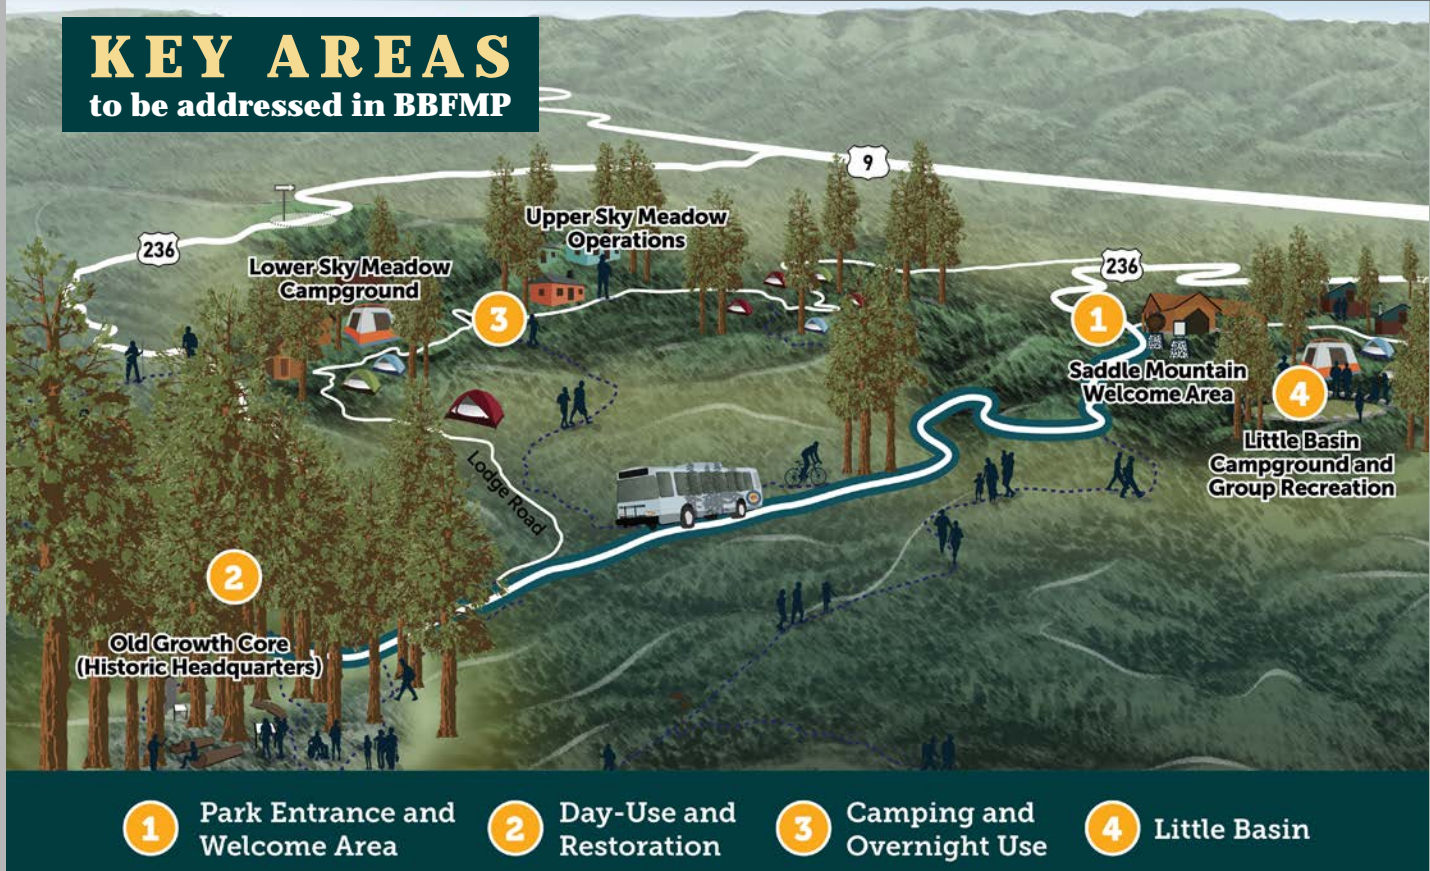 KEY AREAS
to be addressed in BBFMP
9
Upper Sky Meadow
Operations
236
Lower Sky Meadow
Campground
236
3
1
Saddle Mountain
Welcome Area
4
Little Basin
Campground and
Group Recreation
Lodge Road
2
Old Growth Core
(Historic Headquarters)
1 Park Entrance and
Welcome Area
2 Day-Use and
Restoration
3 Camping and
Overnight Use
4 Little Basin